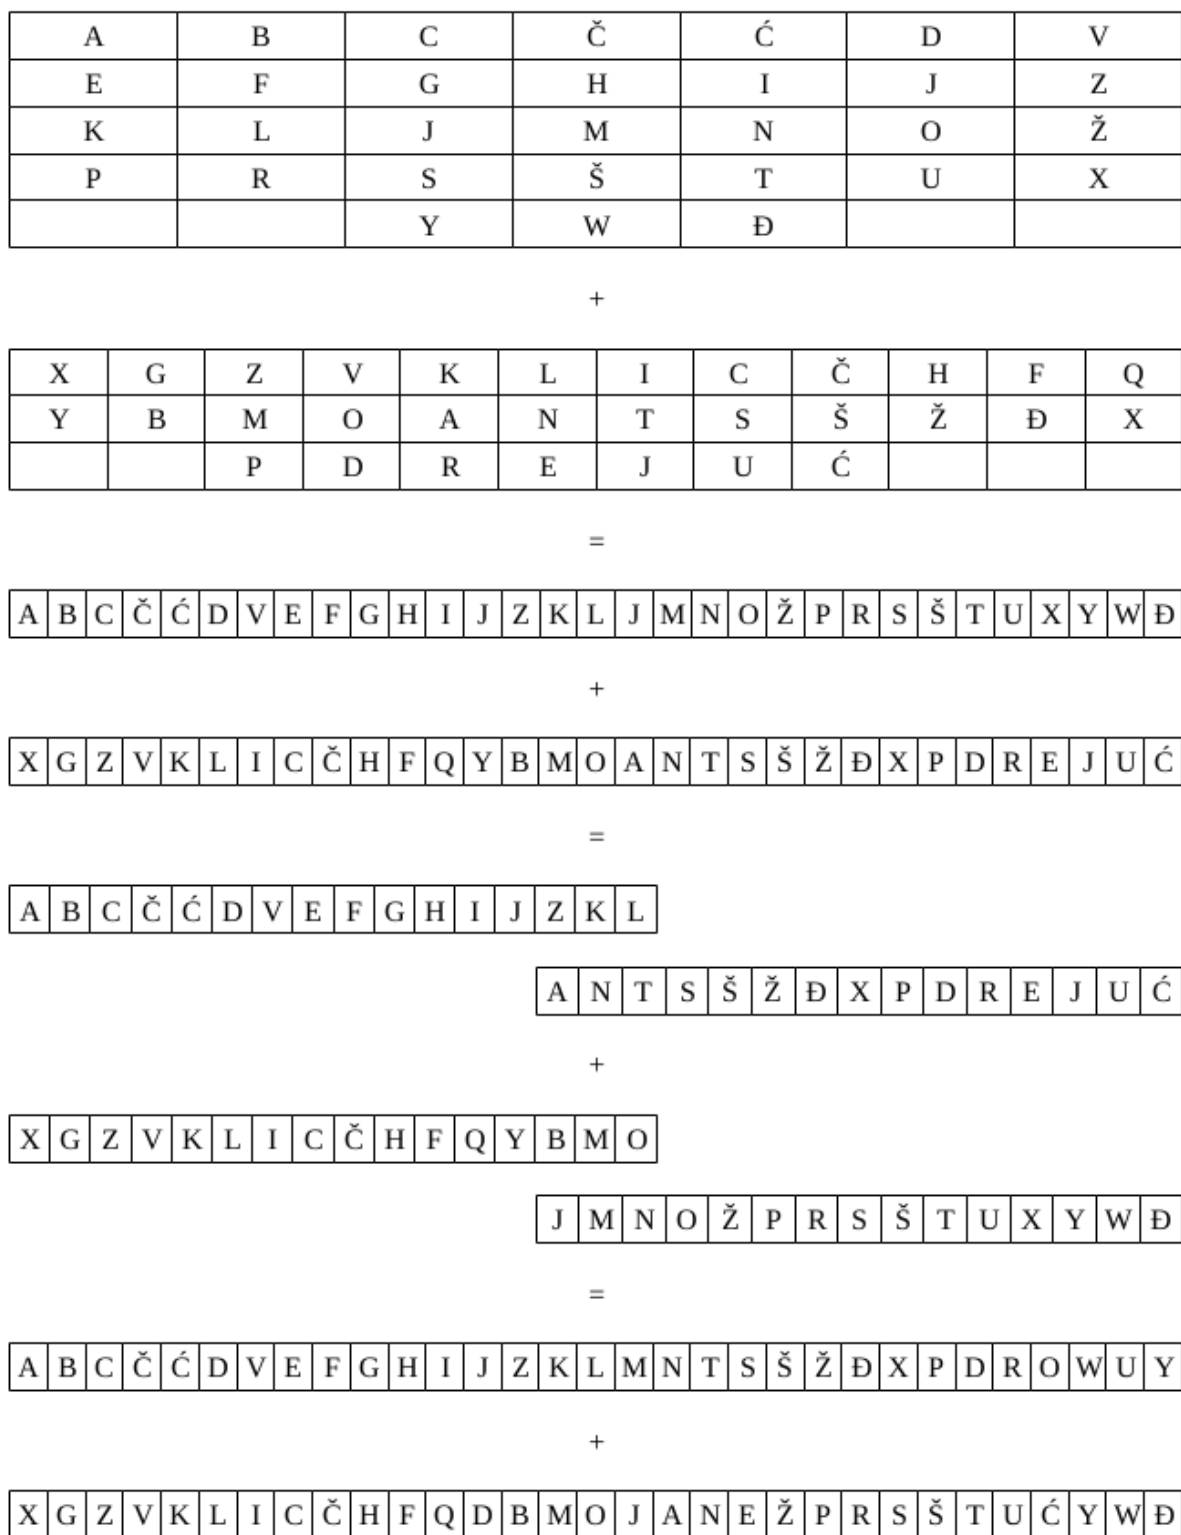 A B C Č Ć D V
E F G H I J Z
K L J M N O Ž
P R S Š T U X
Y W Đ
+
X G Z V K L I C Č H F Q
Y B M O A N T S Š Ž Đ X
P D R E J U Ć
=
A B C Č Ć D V E F G H I J Z K L J M N O Ž P R S Š T U X Y W Đ
+
X G Z V K L I C Č H F Q Y B M O A N T S Š Ž Đ X P D R E J U Ć
=
A B C Č Ć D V E F G H I J Z K L
A N T S Š Ž Đ X P D R E J U Ć
+
X G Z V K L I C Č H F Q Y B M O
J M N O Ž P R S Š T U X Y W Đ
=
A B C Č Ć D V E F G H I J Z K L M N T S Š Ž Đ X P D R O W U Y
+
X G Z V K L I C Č H F Q D B M O J A N E Ž P R S Š T U Ć Y W Đ